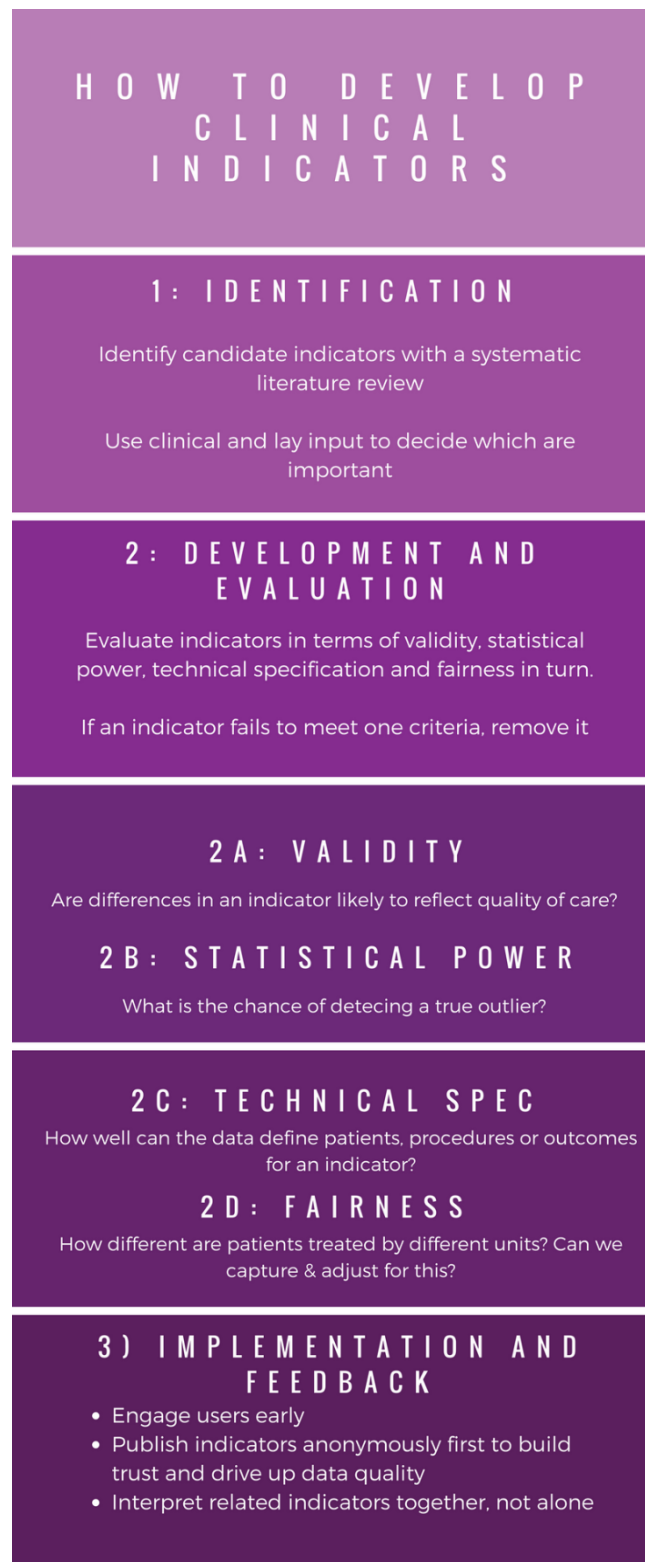 HOW TO DEVELOP
CLINICAL
INDICATORS
1: IDENTIFICATION
Identify candidate indicators with a systematic
literature review
Use clinical and lay input to decide which are
important
2: DEVELOPMENT AND
EVALUATION
Evaluate indicators in terms of validity, statistical
power, technical specification and fairness in turn.
If an indicator fails to meet one criteria, remove it
2A: VALIDITY
Are differences in an indicator likely to reflect quality of care?
2B: STATISTICAL POWER
What is the chance of detecing a true outlier?
2C: TECHNICAL SPEC
How well can the data define patients, procedures or outcomes
for an indicator?
2D: FAIRNESS
How different are patients treated by different units? Can we
capture & adjust for this?
3) IMPLEMENTATION AND
FEEDBACK
• Engage users early
• Publish indicators anonymously first to build
trust and drive up data quality
• Interpret related indicators together, not alone